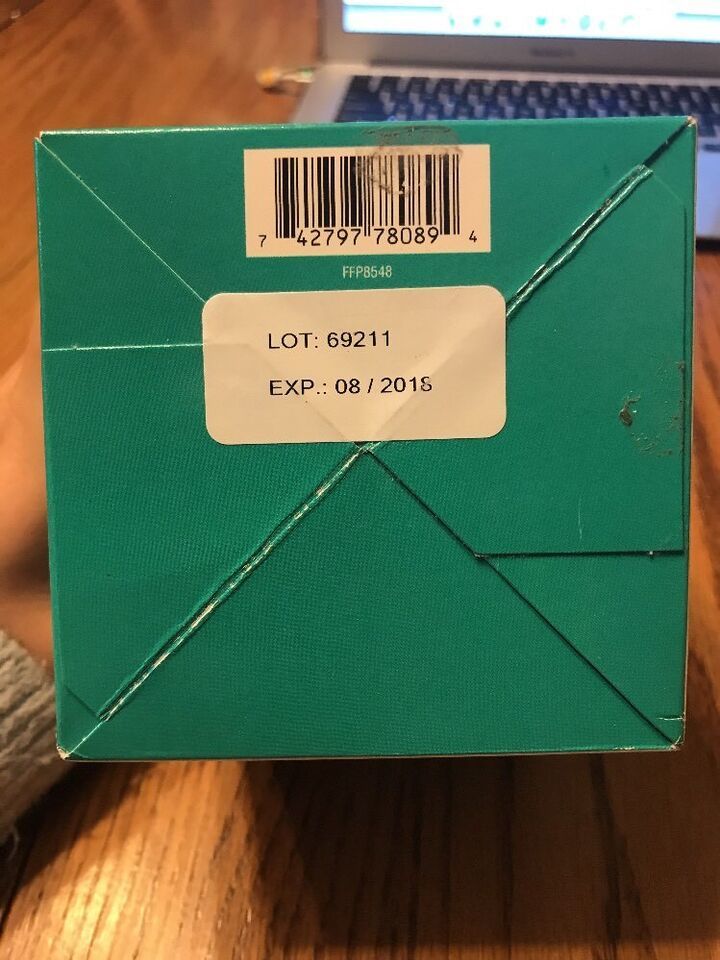 7 42797 78089 4
FFP8548
LOT: 69211
EXP.: 08 / 2018